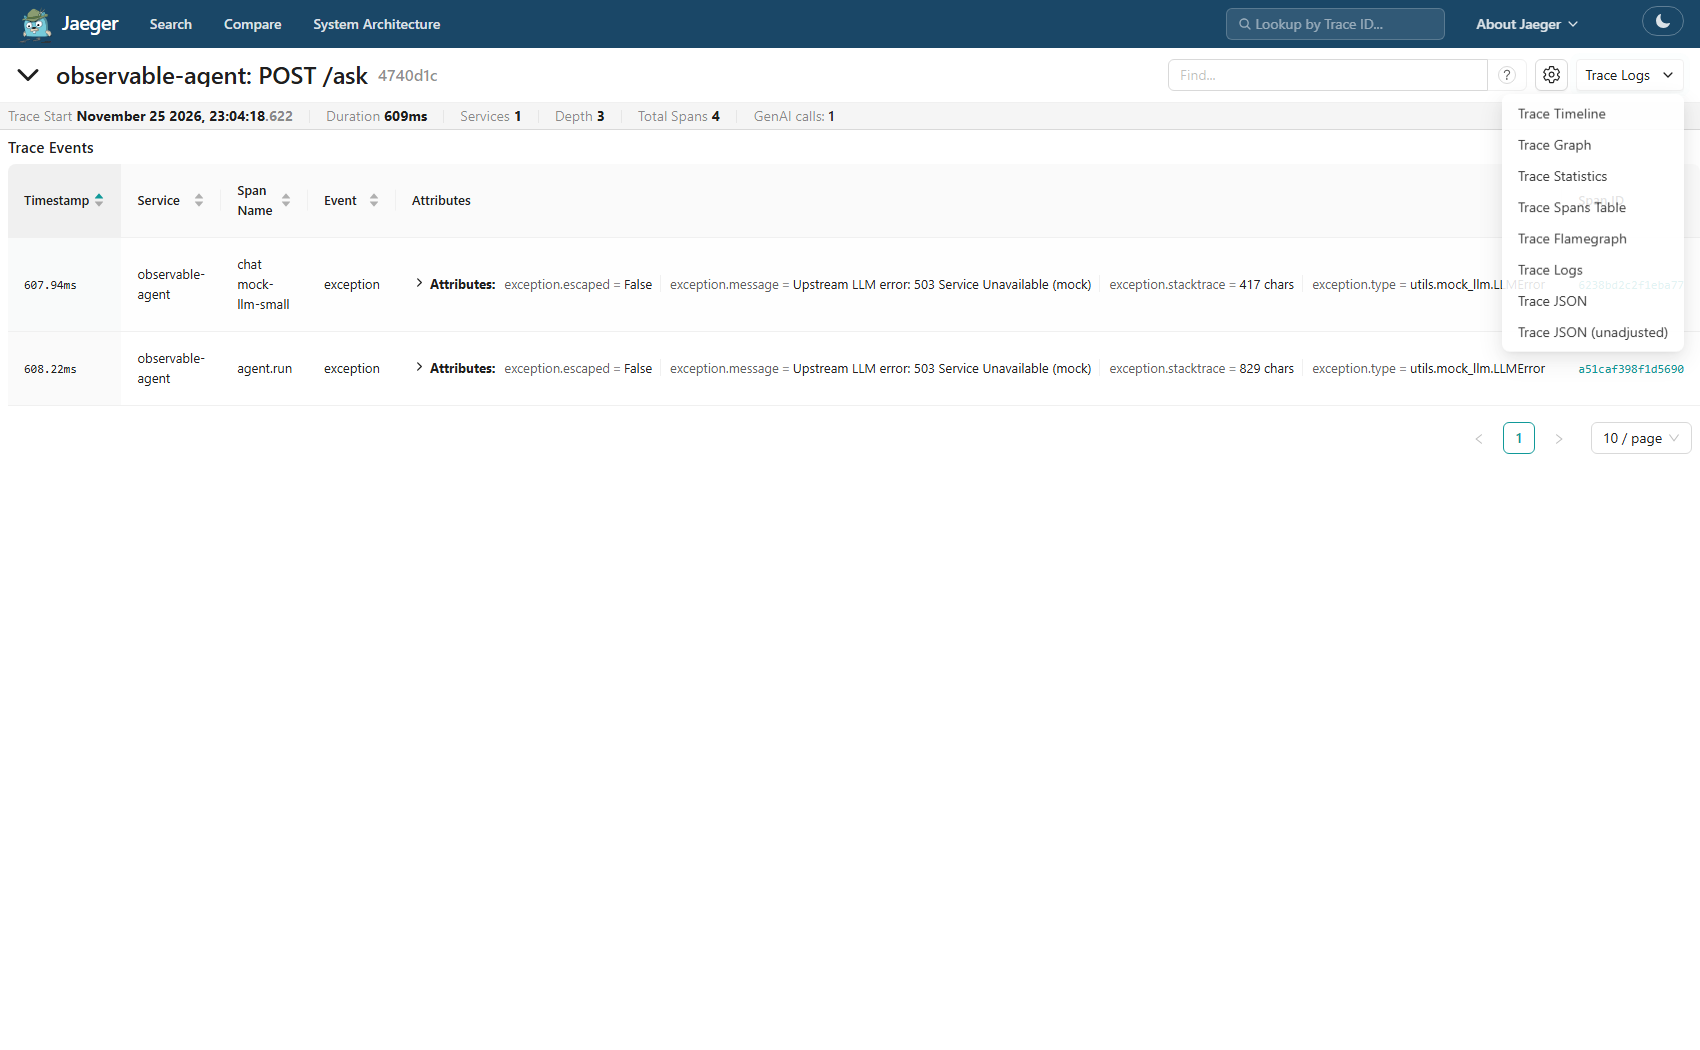 Jaeger
Search
Compare
System Architecture
Lookup by Trace ID...
About Jaeger
observable-agent: POST /ask 4740d1c
Find...
?
Trace Logs
Trace Start November 25 2026, 23:04:18.622
Duration 609ms
Services 1
Depth 3
Total Spans 4
GenAI calls: 1
Trace Timeline
Trace Graph
Trace Statistics
Trace Spans Table
Trace Flamegraph
Trace Logs
Trace JSON
Trace JSON (unadjusted)
Trace Events
Timestamp
Service
Span
Name
Event
Attributes
Span ID
607.94ms
observable-
agent
chat
mock-
llm-small
exception
Attributes: exception.escaped = False exception.message = Upstream LLM error: 503 Service Unavailable (mock) exception.stacktrace = 417 chars exception.type = utils.mock_llm.LLMError
608.22ms
observable-
agent
agent.run
exception
Attributes: exception.escaped = False exception.message = Upstream LLM error: 503 Service Unavailable (mock) exception.stacktrace = 829 chars exception.type = utils.mock_llm.LLMError
a51caf398f1d5690
1
10 / page